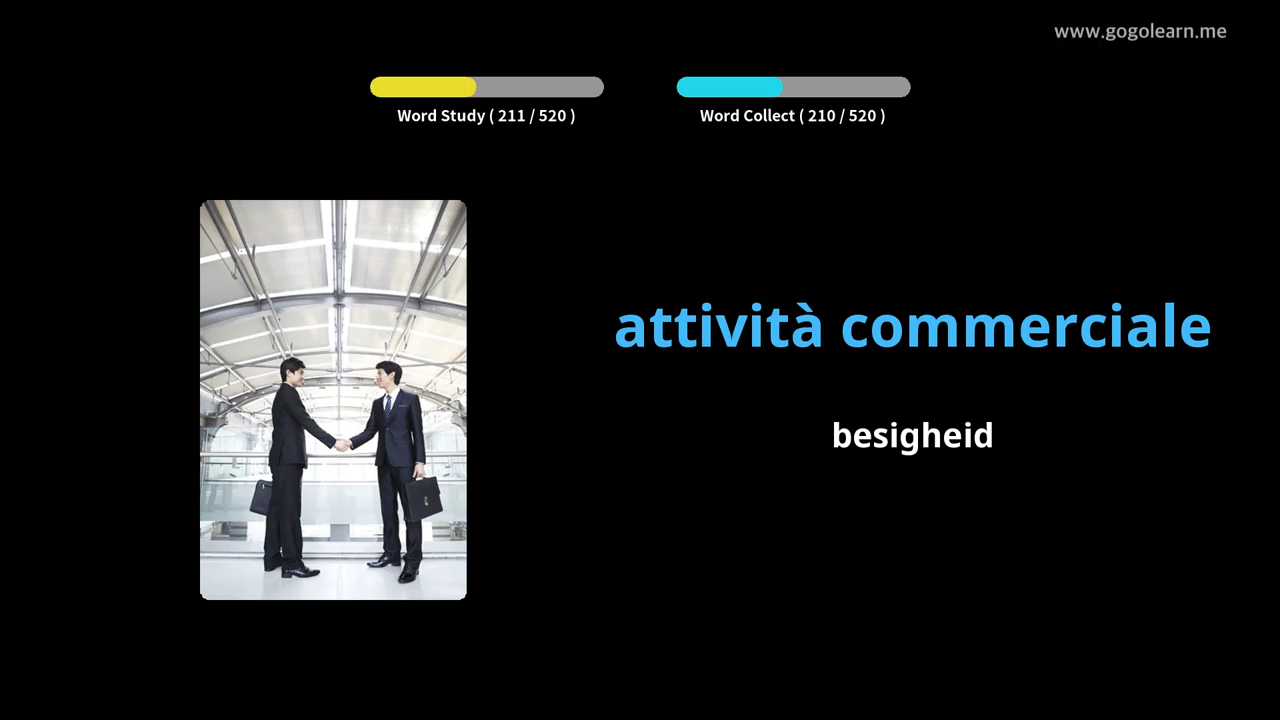 www.gogolearn.me
Word Study ( 211 / 520 )
Word Collect ( 210 / 520 )
attività commerciale
besigheid